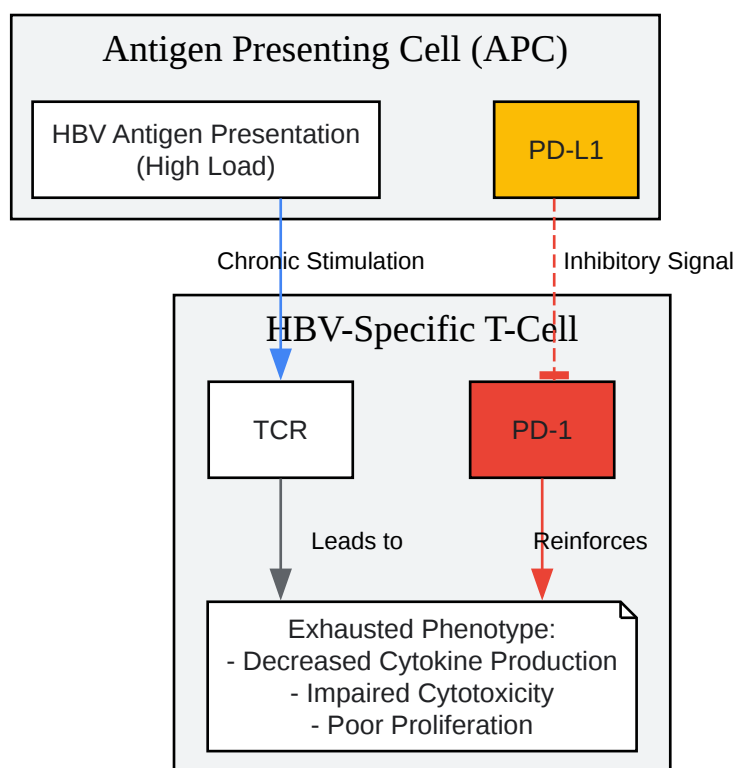 Antigen Presenting Cell (APC)
HBV Antigen Presentation
(High Load)
PD-L1
Chronic Stimulation
Inhibitory Signal
HBV-Specific T-Cell
TCR
PD-1
Leads to
Reinforces
Exhausted Phenotype:
- Decreased Cytokine Production
- Impaired Cytotoxicity
- Poor Proliferation